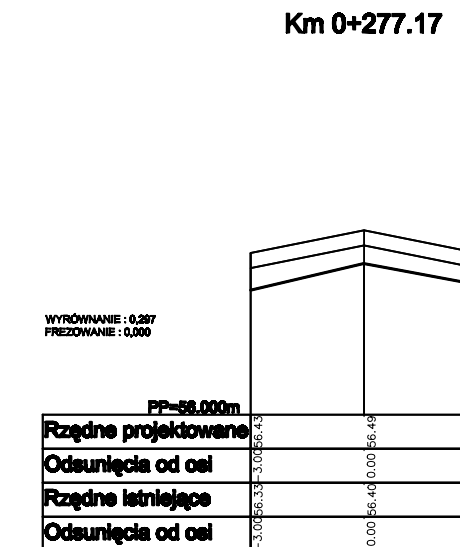 Km 0+277.17
WYRÓWNANIE : 0,297
FREZOWANIE : 0,000
PP=56.000m
Rzędne projektowane 56.43 56.49
Odsunięcia od osi -3.00 0.00
Rzędne istniejące 56.33 56.40
Odsunięcia od osi -3.00 0.00